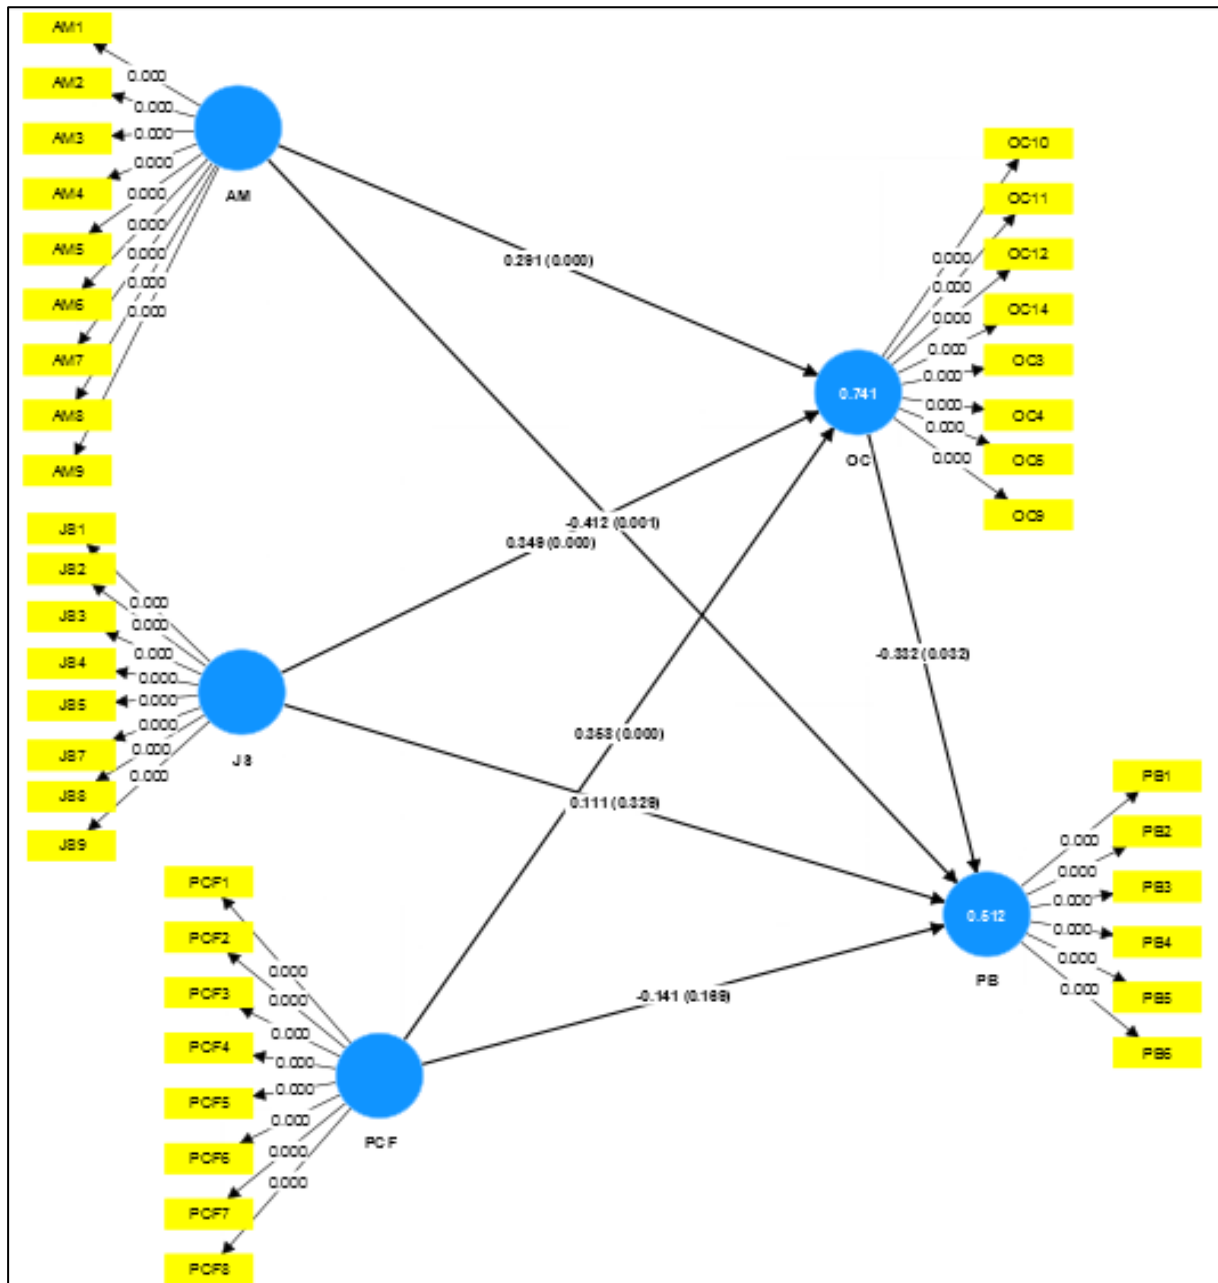 AM1
AM2
AM3
AM4
AM5
AM6
AM7
AM8
AM9
0.000
0.000
0.000
0.000
0.000
0.000
0.000
0.000
0.000
AM
JS1
JS2
JS3
JS4
JS5
JS7
JS8
JS9
0.000
0.000
0.000
0.000
0.000
0.000
0.000
0.000
JS
PCF1
PCF2
PCF3
PCF4
PCF5
PCF6
PCF7
PCF8
0.000
0.000
0.000
0.000
0.000
0.000
0.000
0.000
PCF
0.291 (0.000)
-0.412 (0.001)
0.349 (0.000)
0.358 (0.000)
0.111 (0.329)
-0.141 (0.169)
-0.332 (0.032)
0.741
OC
0.000
0.000
0.000
0.000
0.000
0.000
0.000
0.000
OC10
OC11
OC12
OC14
OC3
OC4
OC5
OC9
0.512
PB
0.000
0.000
0.000
0.000
0.000
0.000
PB1
PB2
PB3
PB4
PB5
PB6